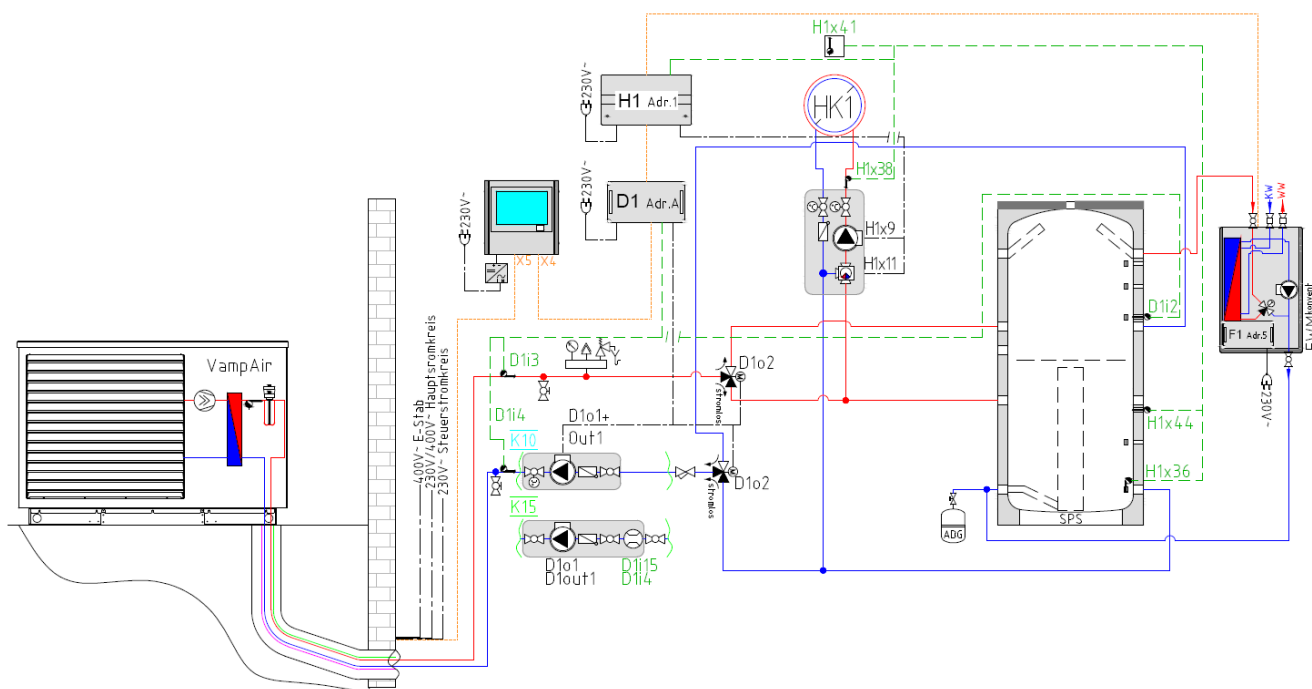 H1x41
230V~
H1 Adr.1
HK1
H1x38
KW
WW
230V~
D1 Adr.A
230V~
H1x9
X5 X4
H1x11
D1i2
F1 Adr.5
VampAir
D1i3
D1o2
stromlos
230V~
D1i4
D1o1+
Out1
K10
H1x44
400V~ E-Stab
230V/400V~ Hauptsromkreis
230V~ Steuerstromkreis
D1o2
stromlos
H1x36
K15
SPS
ADG
D1o1
D1out1
D1i15
D1i4